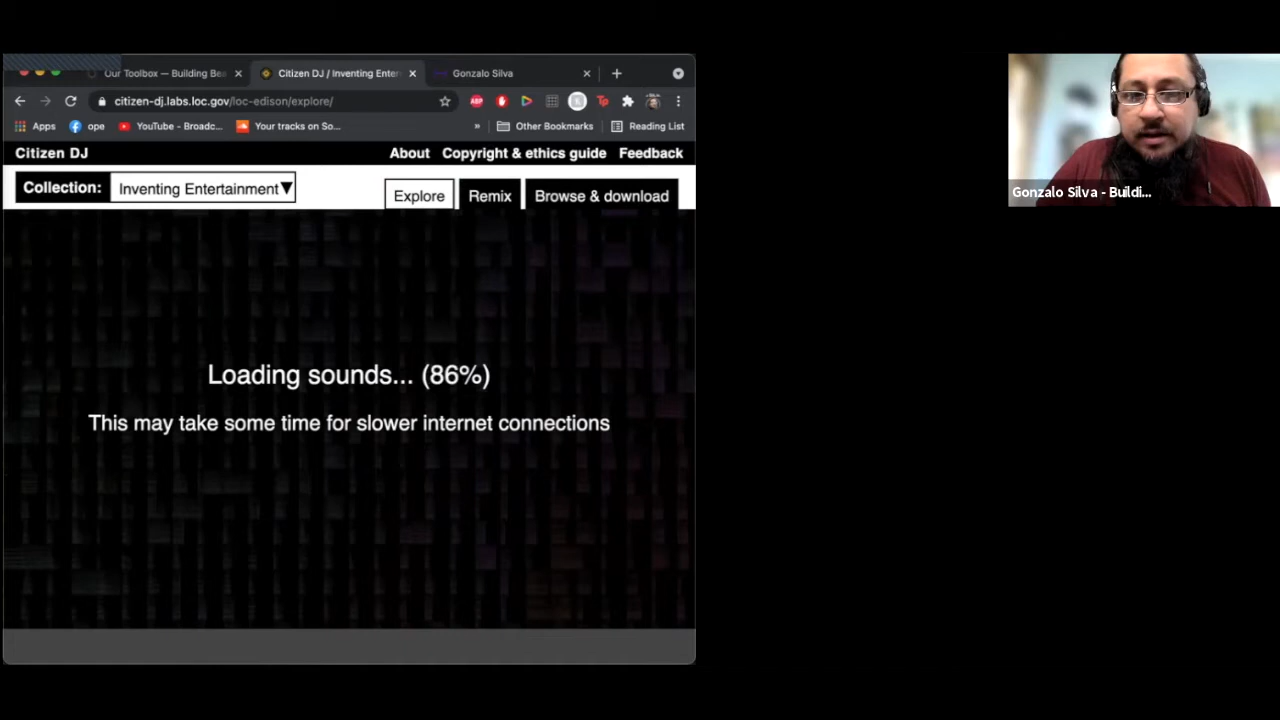 Our Toolbox — Building Bea
Citizen DJ / Inventing Enter
Gonzalo Silva
citizen-dj.labs.loc.gov/loc-edison/explore/
ABP
Apps
ope
YouTube - Broadc...
Your tracks on So...
»
Other Bookmarks
Reading List
Citizen DJ
About
Copyright & ethics guide
Feedback
Collection:
Inventing Entertainment
Explore
Remix
Browse & download
Loading sounds... (86%)
This may take some time for slower internet connections
Gonzalo Silva - Buildi...